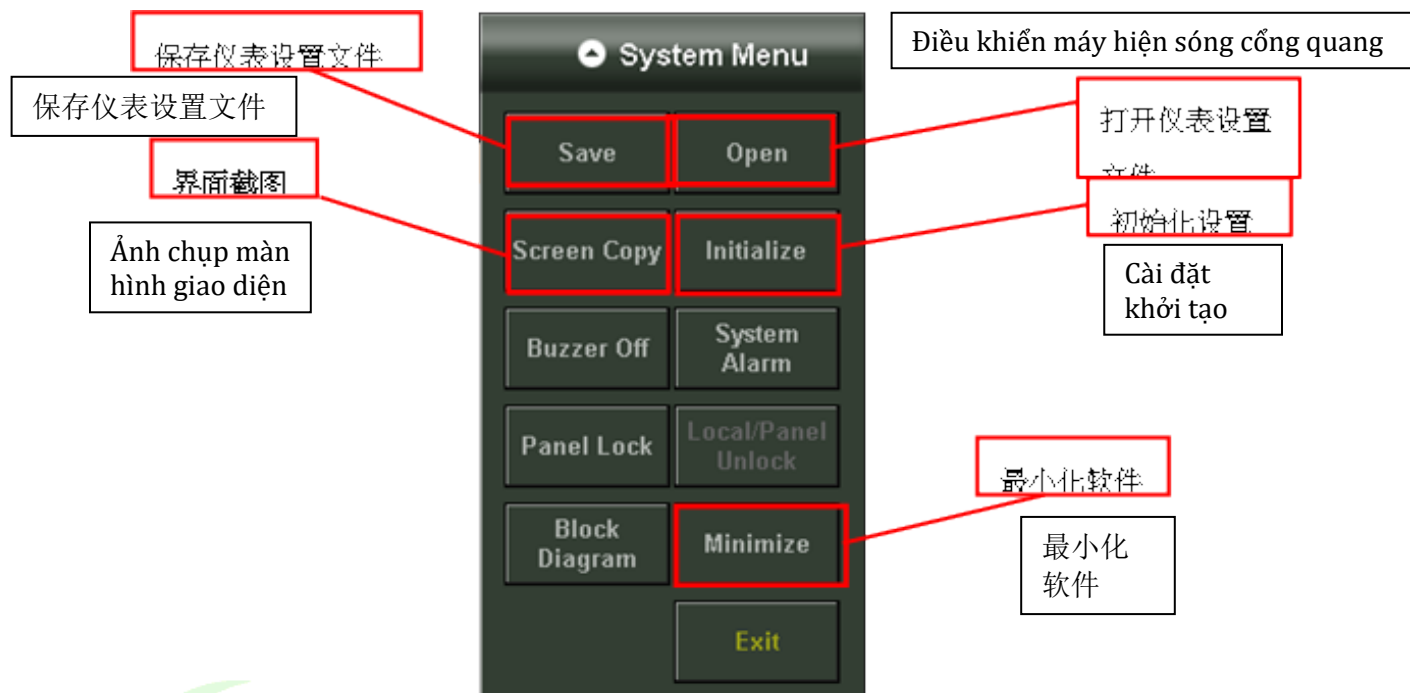 保存仪表设置文件
保存仪表设置文件
界面截图
Ảnh chụp màn
hình giao diện
System Menu
Save
Open
Screen Copy
Initialize
Buzzer Off
System
Alarm
Panel Lock
Local/Panel
Unlock
Block
Diagram
Minimize
Exit
Điều khiển máy hiện sóng cổng quang
打开仪表设置
文件
初始化设置
Cài đặt
khởi tạo
最小化软件
最小化
软件